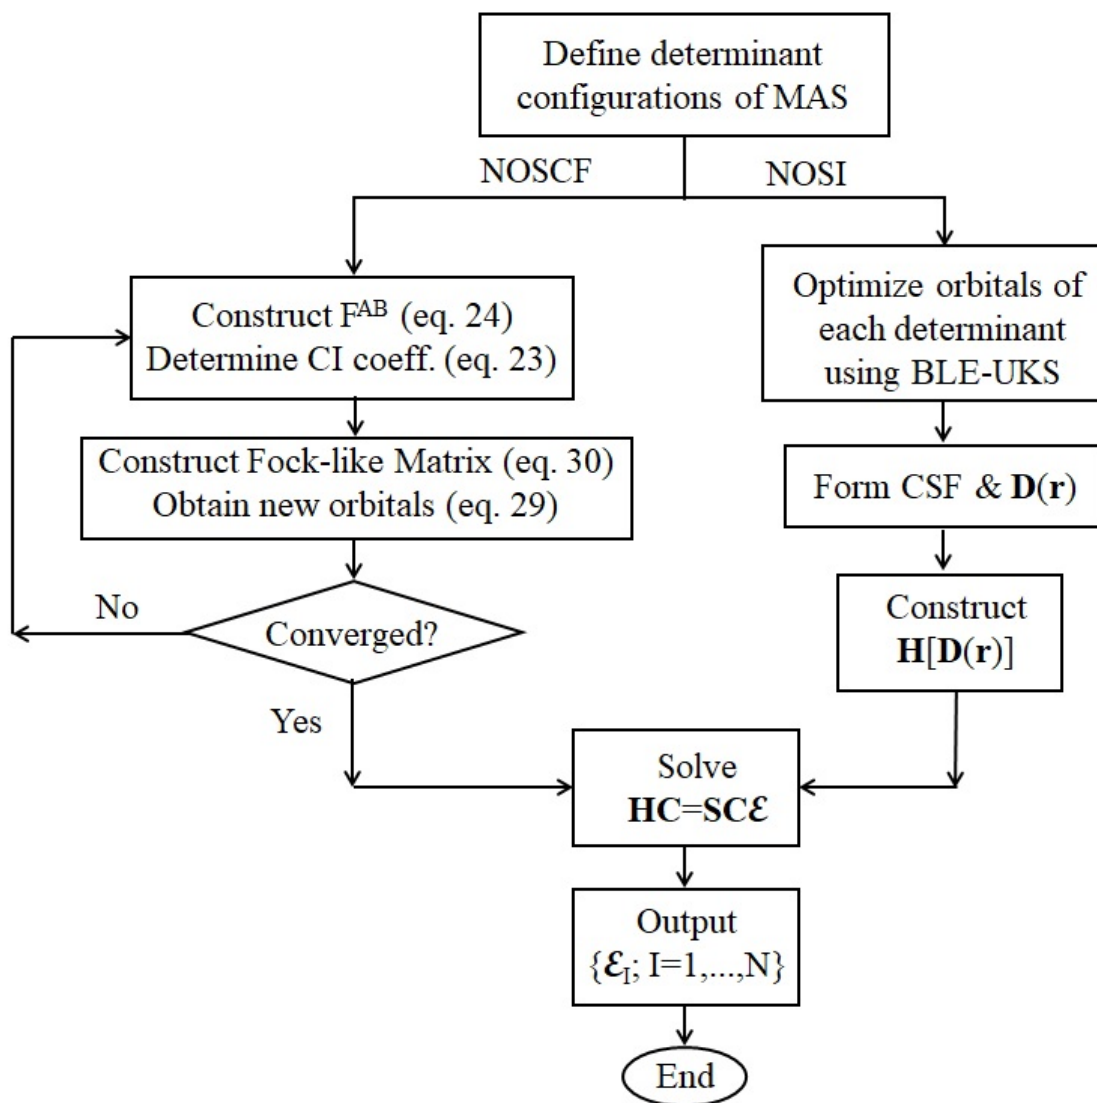 Define determinant
configurations of MAS
NOSCF
NOSI
Construct F^AB (eq. 24)
Determine CI coeff. (eq. 23)
Construct Fock-like Matrix (eq. 30)
Obtain new orbitals (eq. 29)
Converged?
No
Yes
Optimize orbitals of
each determinant
using BLE-UKS
Form CSF & D(r)
Construct
H[D(r)]
Solve
HC=SCℰ
Output
{ℰ_I; I=1,...,N}
End